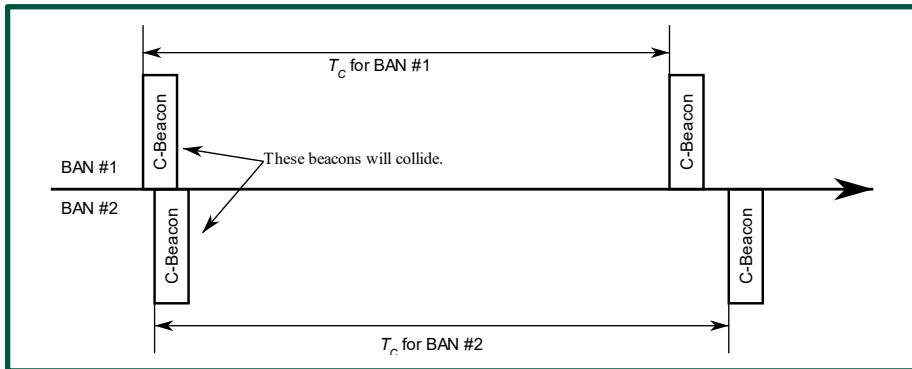 T_C for BAN #1
C-Beacon
C-Beacon
These beacons will collide.
BAN #1
BAN #2
C-Beacon
C-Beacon
T_C for BAN #2